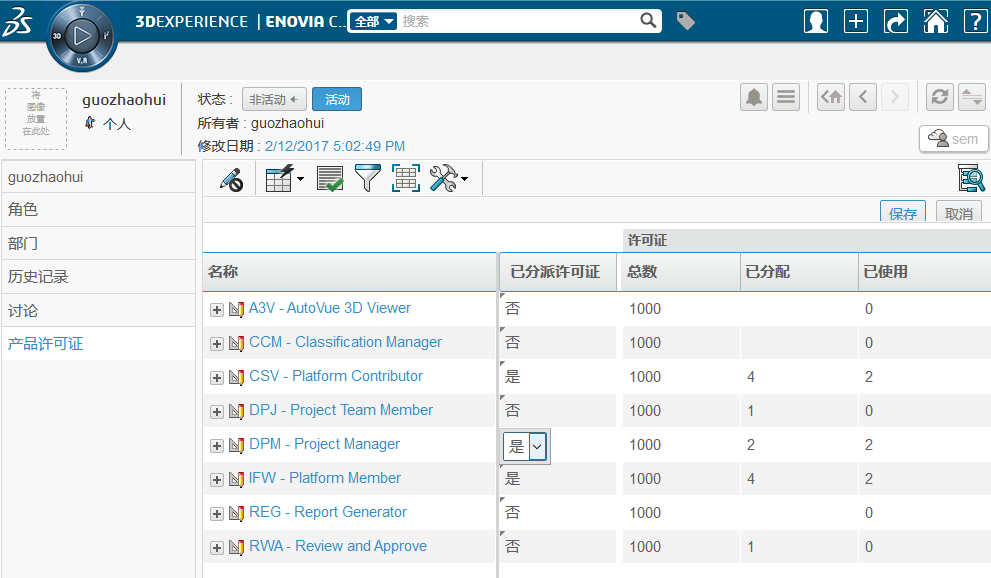 3DEXPERIENCE | ENOVIA C... 全部 搜索
3D V.R
将
图像
放置
在此处
guozhaohui
个人
状态 : 非活动 活动
所有者 : guozhaohui
修改日期 : 2/12/2017 5:02:49 PM
sem
guozhaohui
角色
部门
历史记录
讨论
产品许可证
保存 取消
许可证
名称 已分派许可证 总数 已分配 已使用
A3V - AutoVue 3D Viewer 否 1000 0
CCM - Classification Manager 否 1000 0
CSV - Platform Contributor 是 1000 4 2
DPJ - Project Team Member 否 1000 1 0
DPM - Project Manager 是 1000 2 2
IFW - Platform Member 是 1000 4 2
REG - Report Generator 否 1000 0
RWA - Review and Approve 否 1000 1 0